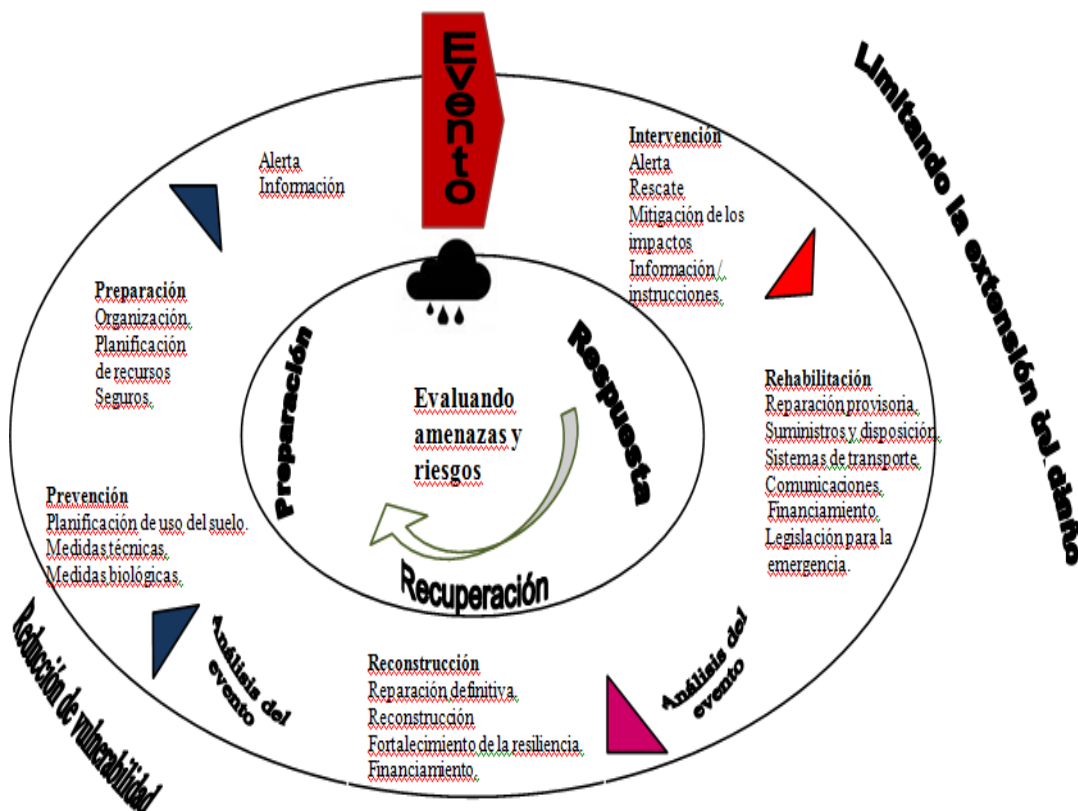 Evento
Alerta
Información
Intervención
Alerta
Rescate
Mitigación de los
impactos
Información/
instrucciones.
Limitando la extensión
Preparación
Organización.
Planificación
de recursos
Seguros.
Preparación
Respuesta
Evaluando
amenazas y
riesgos
Recuperación
Rehabilitación
Reparación provisoria.
Suministros y disposición.
Sistemas de transporte.
Comunicaciones.
Financiamiento.
Legislación para la
emergencia.
Prevención
Planificación de uso del suelo.
Medidas técnicas.
Medidas biológicas.
Reducción de vulnerabilidad
Análisis del
evento
Reconstrucción
Reparación definitiva.
Reconstrucción
Fortalecimiento de la resiliencia.
Financiamiento.
Análisis del
evento